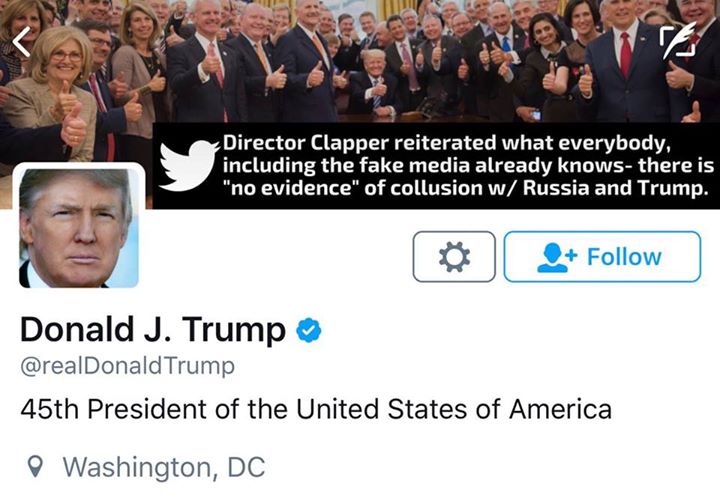 Director Clapper reiterated what everybody,
including the fake media already knows- there is
"no evidence" of collusion w/ Russia and Trump.
Follow
Donald J. Trump
@realDonaldTrump
45th President of the United States of America
Washington, DC